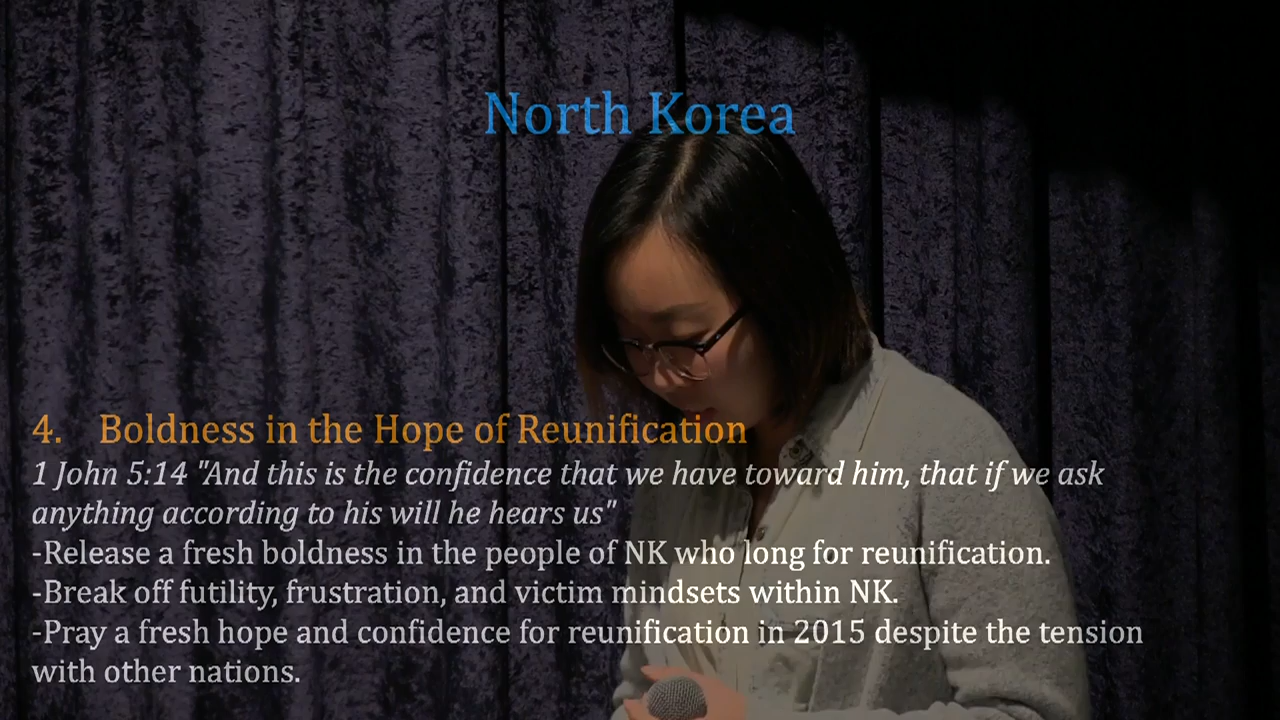 North Korea
4. Boldness in the Hope of Reunification
1 John 5:14 "And this is the confidence that we have toward him, that if we ask
anything according to his will he hears us"
-Release a fresh boldness in the people of NK who long for reunification.
-Break off futility, frustration, and victim mindsets within NK.
-Pray a fresh hope and confidence for reunification in 2015 despite the tension
with other nations.